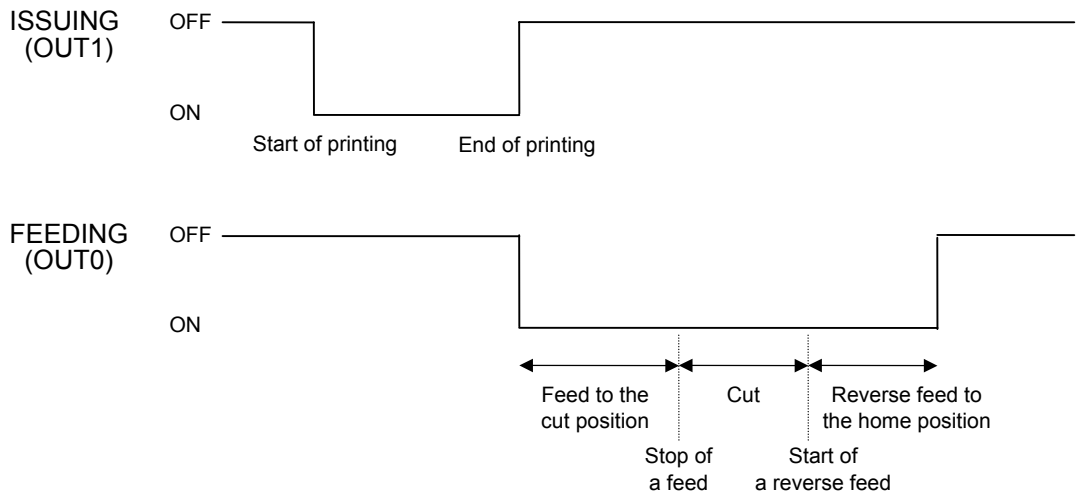 ISSUING
(OUT1)
OFF
ON
Start of printing
End of printing
FEEDING
(OUT0)
OFF
ON
Feed to the
cut position
Cut
Reverse feed to
the home position
Stop of
a feed
Start of
a reverse feed